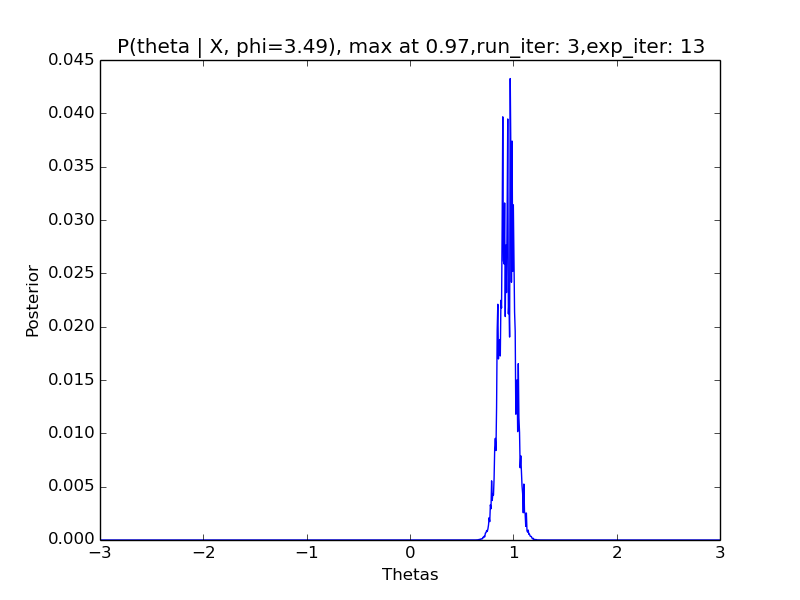 P(theta | X, phi=3.49), max at 0.97,run_iter: 3,exp_iter: 13
0.045
0.040
0.035
0.030
0.025
0.020
0.015
0.010
0.005
0.000
Posterior
−3 −2 −1 0 1 2 3
Thetas